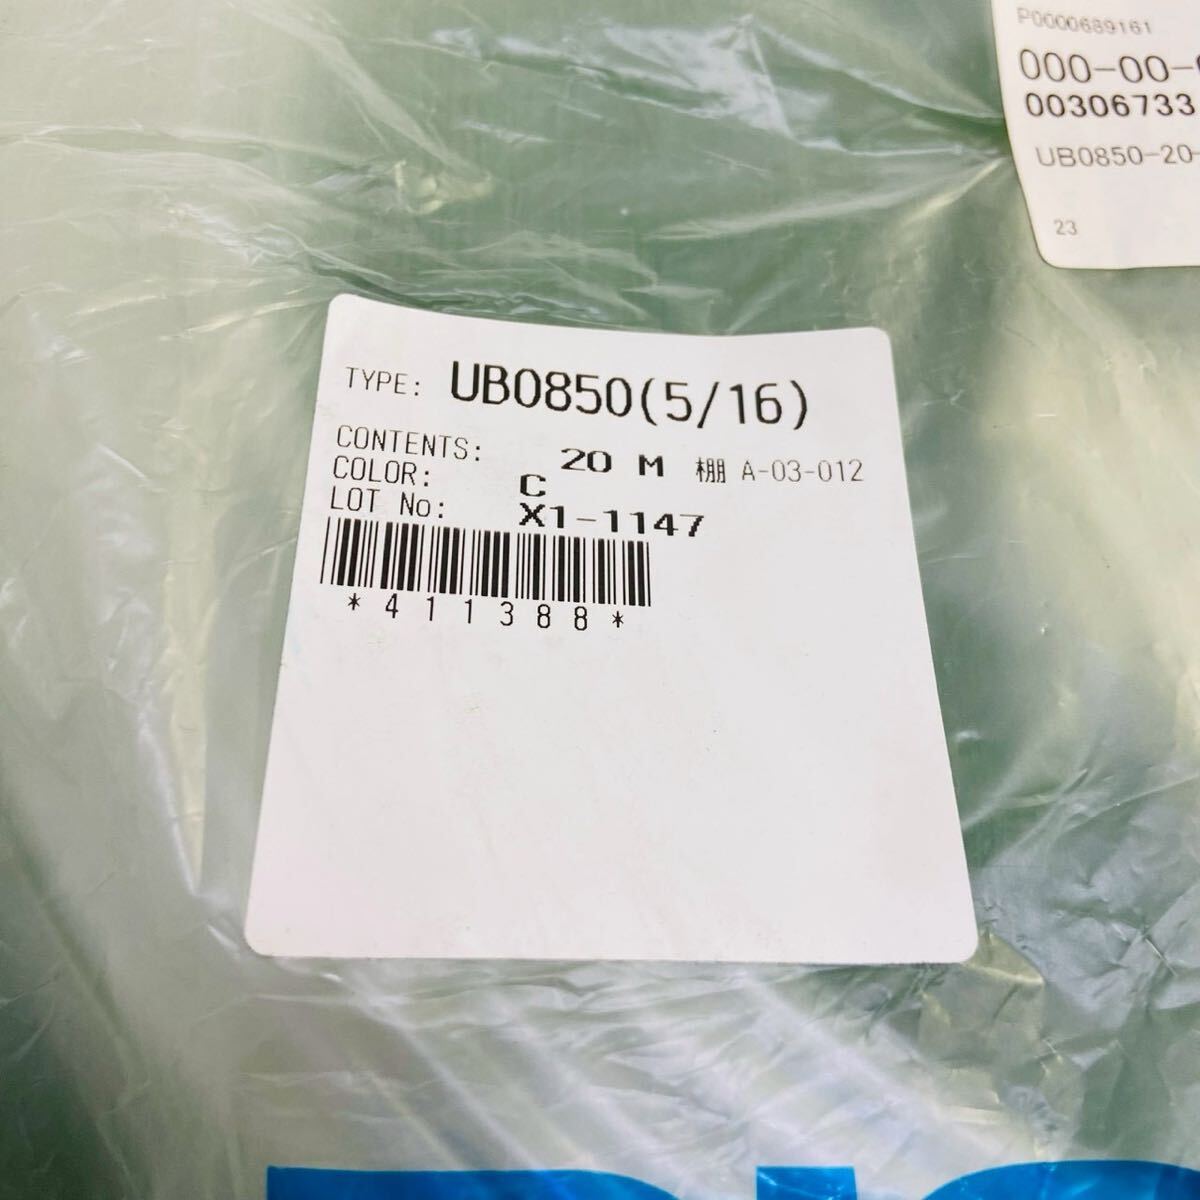 P0000689161
000-00-
00306733
UB0850-20-
23
TYPE: UB0850(5/16)
CONTENTS: 20 M 棚 A-03-012
COLOR: C
LOT No: X1-1147
*411388*